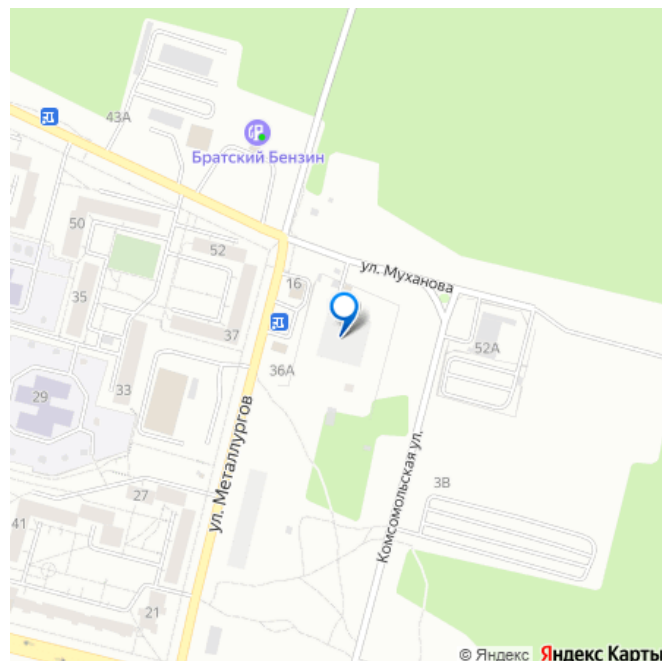 43А
Братский Бензин
50
52
ул. Муханова
16
35
37
52А
36А
33
29
ул. Металлургов
Комсомольская ул.
3В
27
41
21
© Яндекс Яндекс Карты